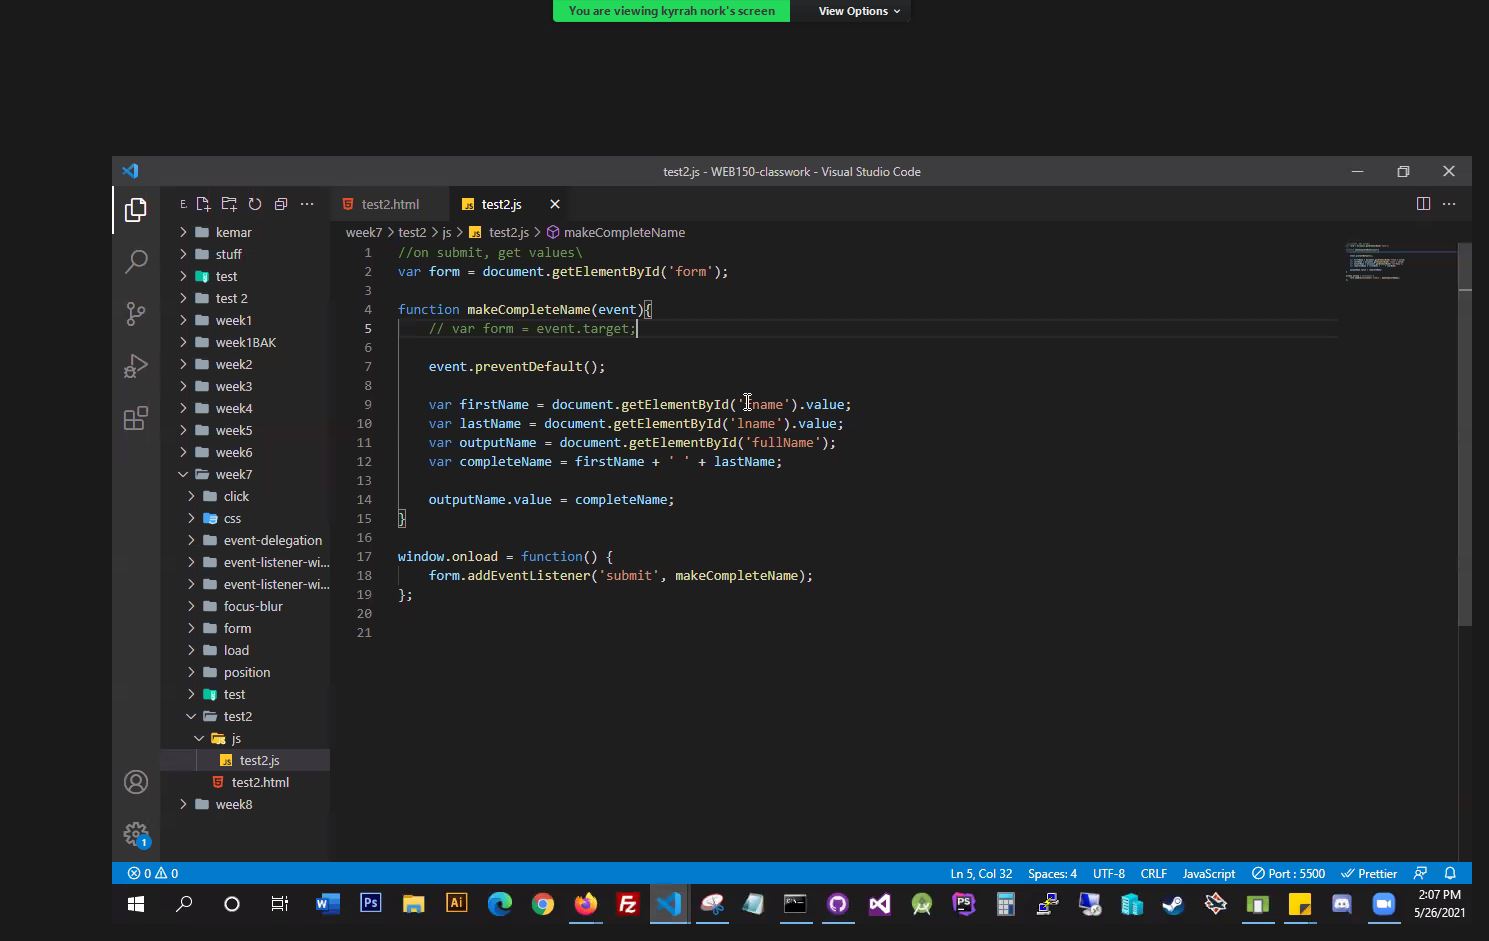 You are viewing kyrrah nork's screen
View Options
test2.js - WEB150-classwork - Visual Studio Code
E.
test2.html
test2.js
week7 > test2 > js > test2.js > makeCompleteName
kemar
stuff
test
test 2
week1
week1BAK
week2
week3
week4
week5
week6
week7
click
css
event-delegation
event-listener-wi...
event-listener-wi...
focus-blur
form
load
position
test
test2
js
test2.js
test2.html
week8
1
1 //on submit, get values\
2 var form = document.getElementById('form');
3
4 function makeCompleteName(event){
5 // var form = event.target;
6
7 event.preventDefault();
8
9 var firstName = document.getElementById('fname').value;
10 var lastName = document.getElementById('lname').value;
11 var outputName = document.getElementById('fullName');
12 var completeName = firstName + ' ' + lastName;
13
14 outputName.value = completeName;
15 }
16
17 window.onload = function() {
18 form.addEventListener('submit', makeCompleteName);
19 };
20
21
0 0
Ln 5, Col 32
Spaces: 4
UTF-8
CRLF
JavaScript
Port : 5500
Prettier
W
Ps
Ai
Fz
PS
2:07 PM
5/26/2021